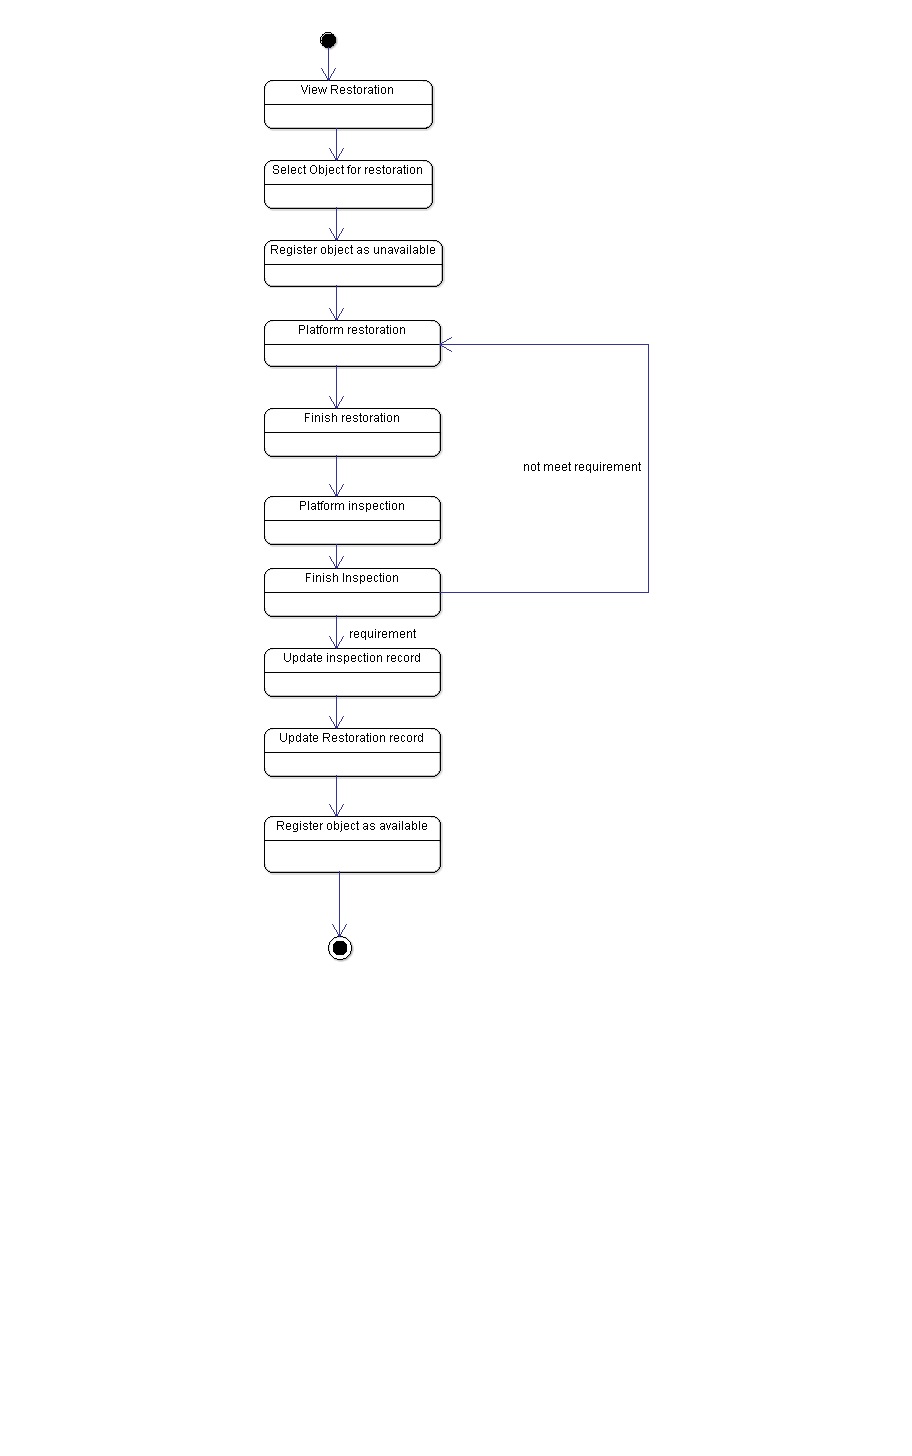 View Restoration
Select Object for restoration
Register object as unavailable
Platform restoration
Finish restoration
not meet requirement
Platform inspection
Finish Inspection
requirement
Update inspection record
Update Restoration record
Register object as available